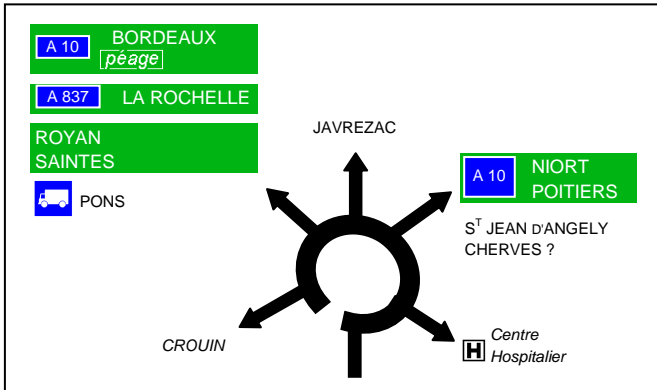 A 10 BORDEAUX
péage
A 837 LA ROCHELLE
ROYAN
SAINTES
PONS
JAVREZAC
A 10 NIORT
POITIERS
Sᵀ JEAN D'ANGELY
CHERVES ?
CROUIN
H Centre
Hospitalier